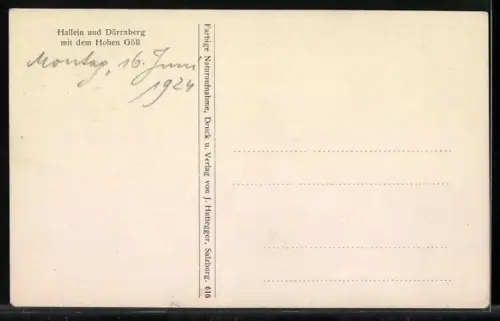 Hallein und Dürrnberg
mit dem Hohen Göll
Montag, 16. Juni
1924
Farbige Naturaufnahme, Druck u. Verlag von J. Huttegger, Salzburg. 616